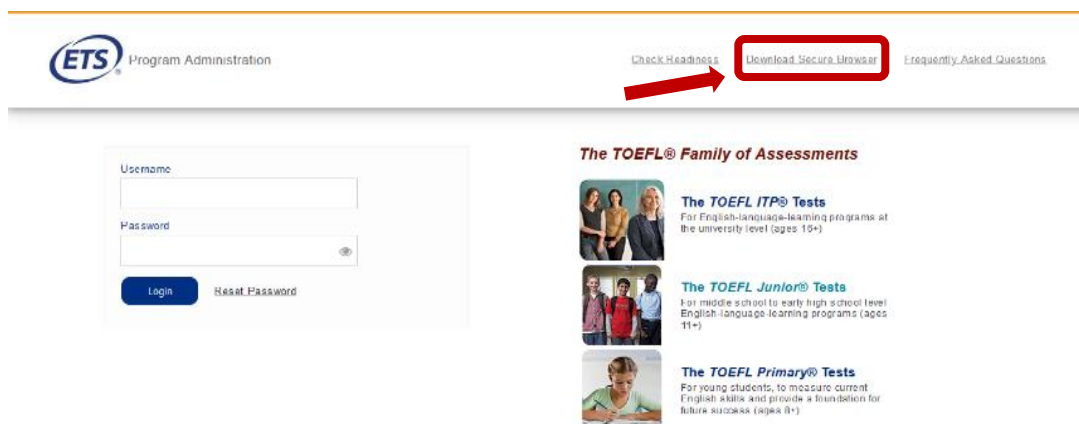 ETS® Program Administration
Check Readiness Download Secure Browser Frequently Asked Questions
The TOEFL® Family of Assessments
Username
Password
Login Reset Password
The TOEFL ITP® Tests
For English-language-learning programs at
the university level (ages 16+)
The TOEFL Junior® Tests
For middle school to early high school level
English-language-learning programs (ages
11+)
The TOEFL Primary® Tests
For young students, to measure current
English skills and provide a foundation for
future success (ages 8+)